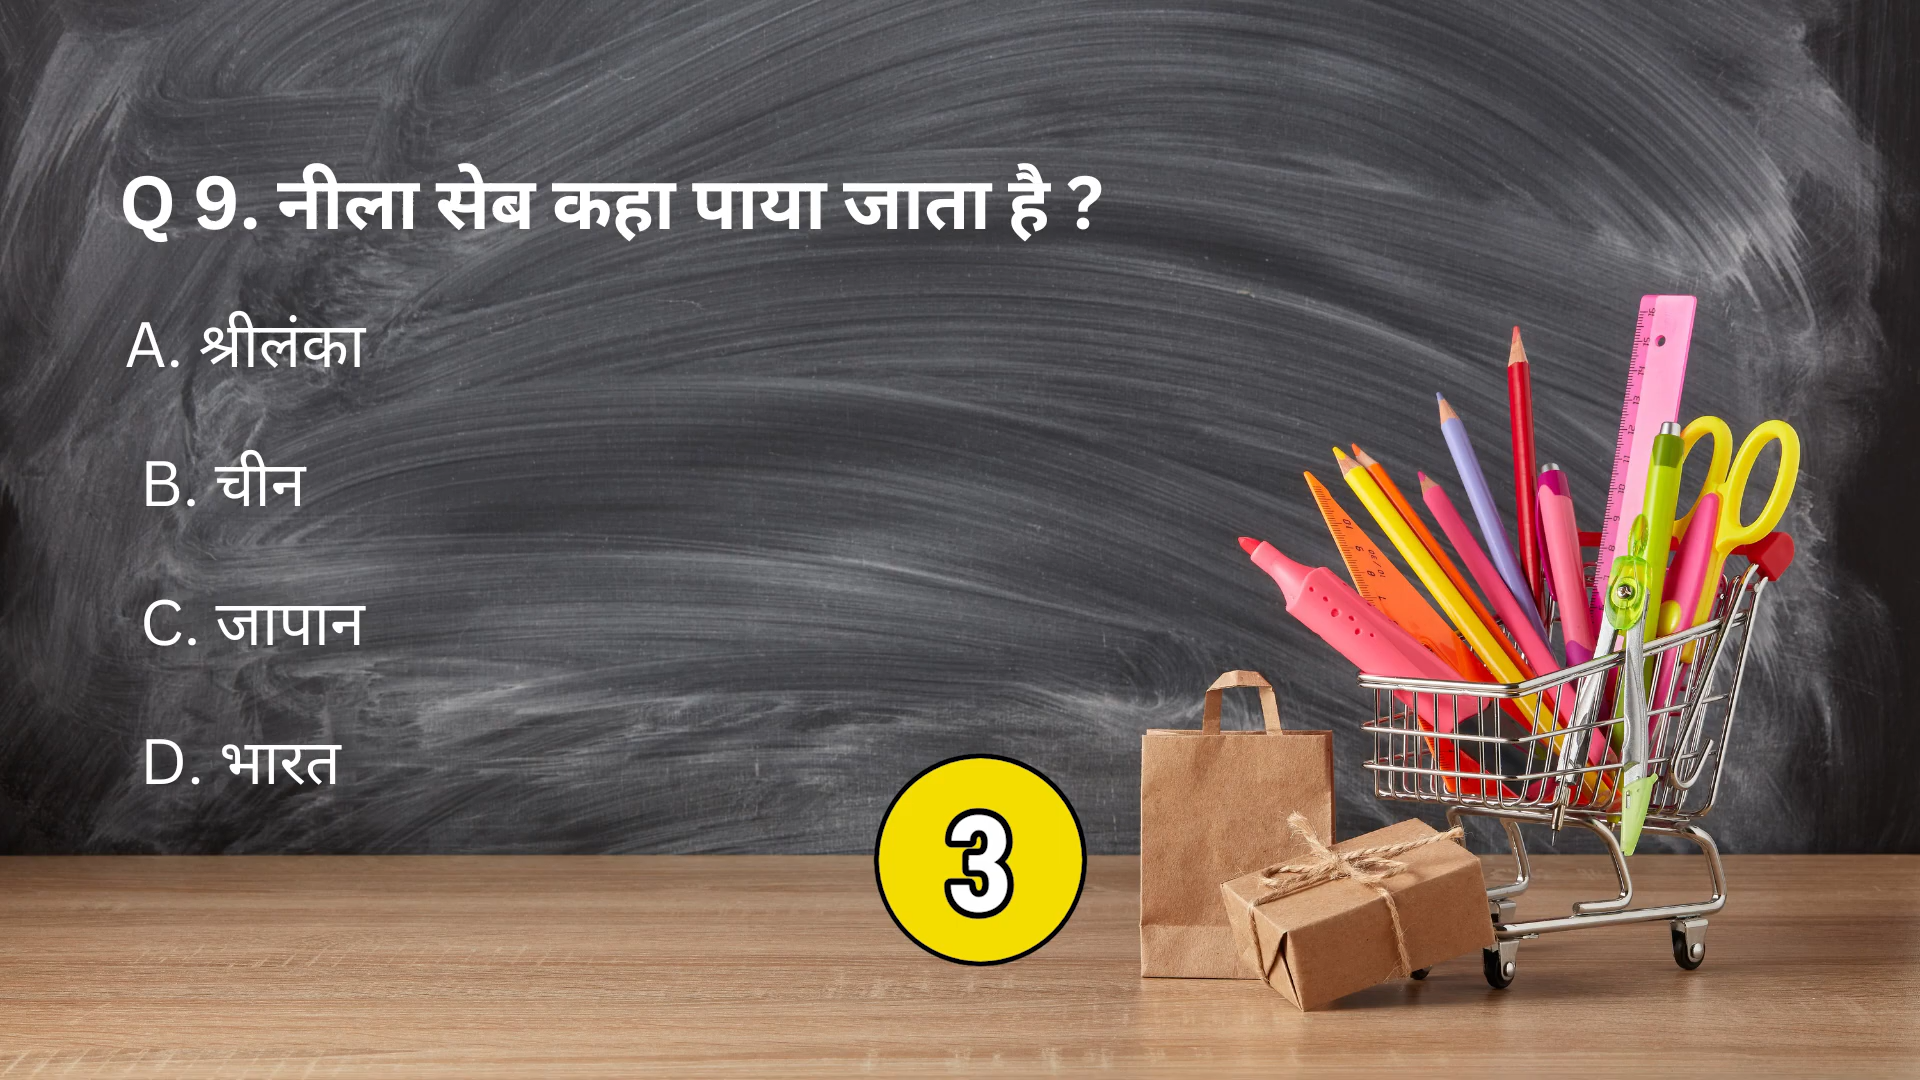 Q 9. नीला सेब कहा पाया जाता है ?
A. श्रीलंका
B. चीन
C. जापान
D. भारत
3